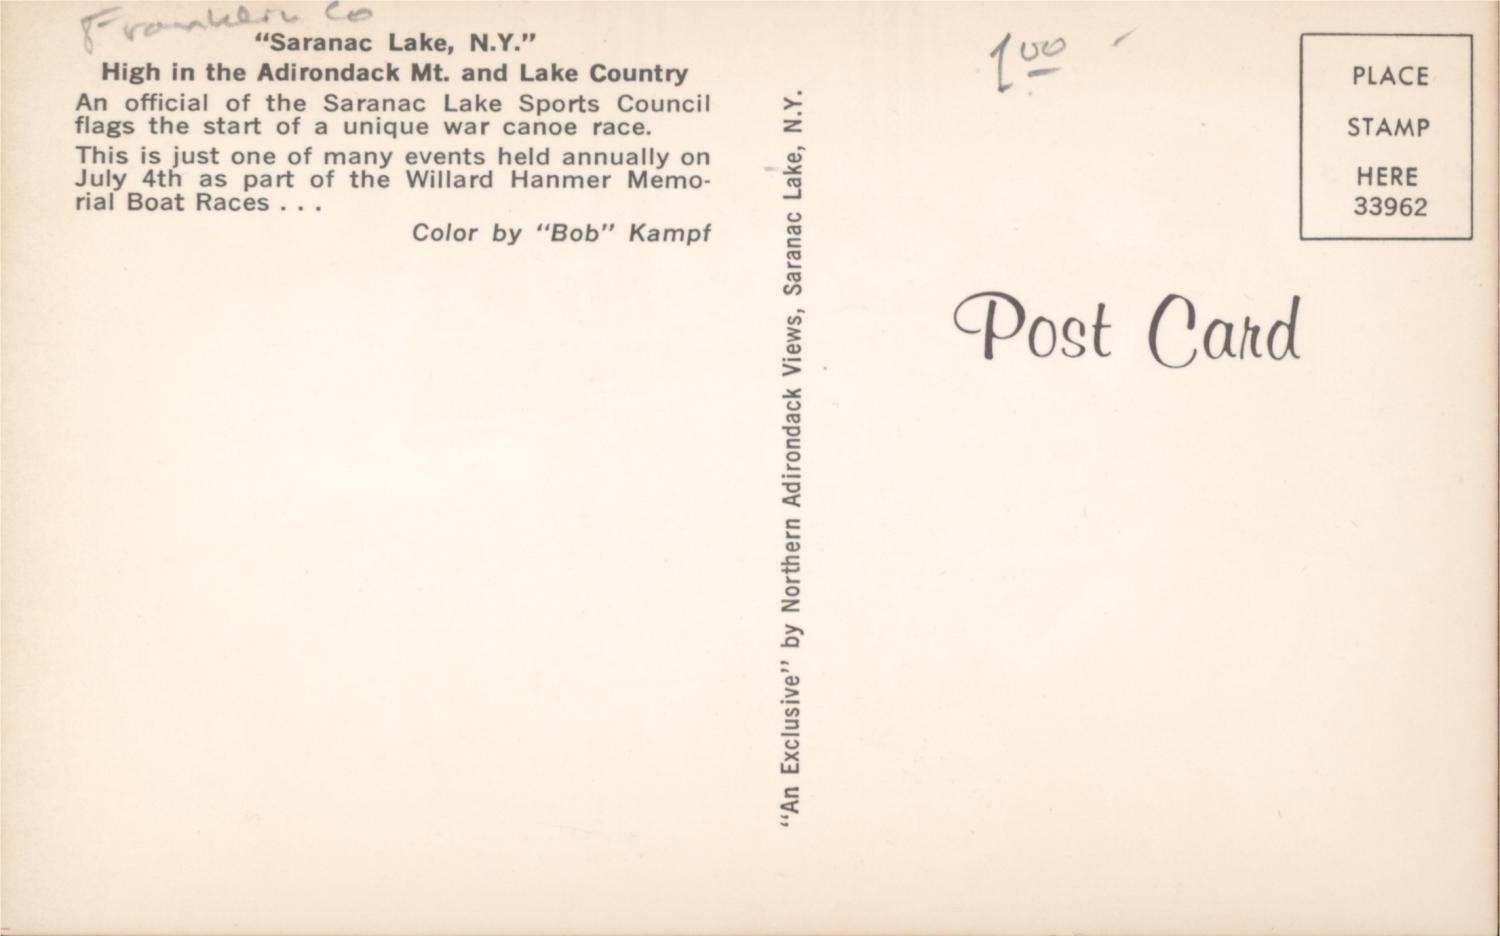 Franklin Co
"Saranac Lake, N.Y."
High in the Adirondack Mt. and Lake Country
An official of the Saranac Lake Sports Council
flags the start of a unique war canoe race.
This is just one of many events held annually on
July 4th as part of the Willard Hanmer Memo-
rial Boat Races . . .
Color by "Bob" Kampf
"An Exclusive" by Northern Adirondack Views, Saranac Lake, N.Y.
1.00
PLACE
STAMP
HERE
33962
Post Card